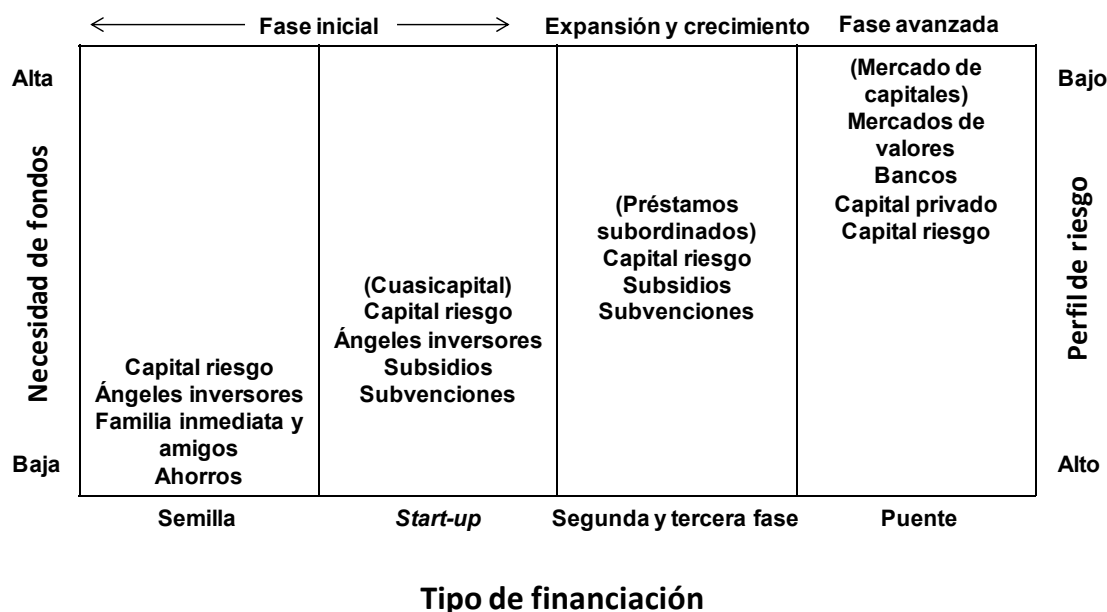 Fase inicial
Expansión y crecimiento
Fase avanzada
Alta
Necesidad de fondos
Baja
Capital riesgo
Ángeles inversores
Familia inmediata y
amigos
Ahorros
(Cuasicapital)
Capital riesgo
Ángeles inversores
Subsidios
Subvenciones
(Préstamos
subordinados)
Capital riesgo
Subsidios
Subvenciones
(Mercado de
capitales)
Mercados de
valores
Bancos
Capital privado
Capital riesgo
Bajo
Perfil de riesgo
Alto
Semilla
Start-up
Segunda y tercera fase
Puente
Tipo de financiación